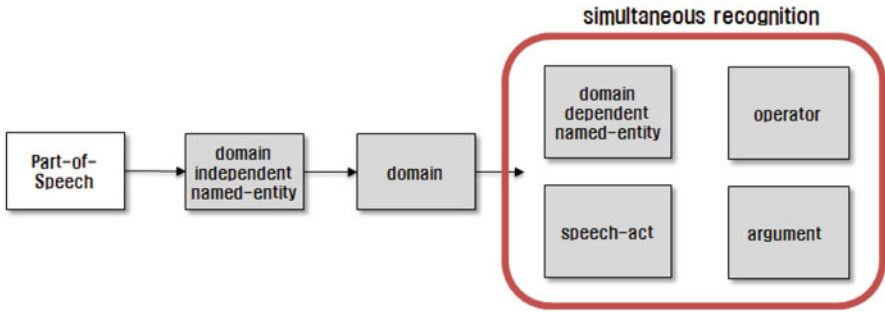 simultaneous recognition
Part-of-
Speech
domain
independent
named-entity
domain
domain
dependent
named-entity
operator
speech-act
argument